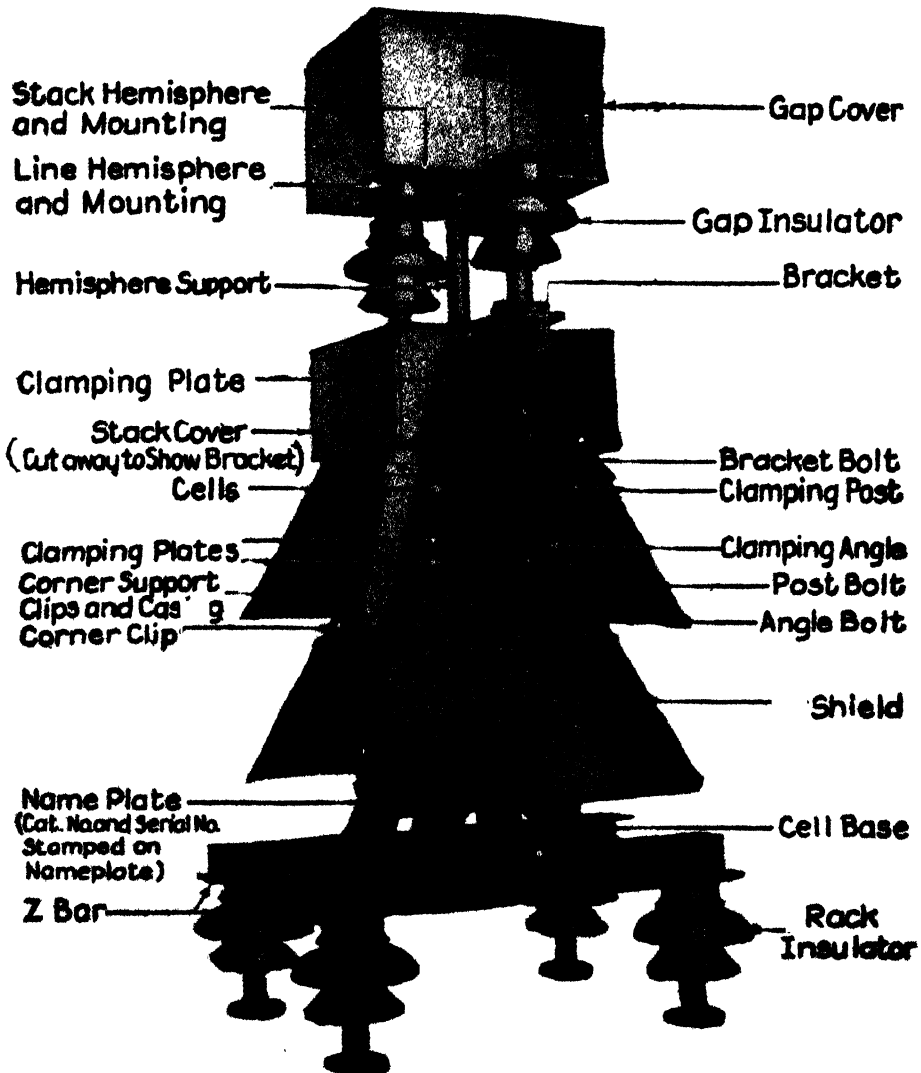 Stack Hemisphere
and Mounting
Line Hemisphere
and Mounting
Hemisphere Support
Clamping Plate
Stack Cover
(Cut away to Show Bracket)
Cells
Clamping Plates
Corner Support
Clips and Cas g
Corner Clip
Name Plate
(Cat. No. and Serial No.
Stamped on
Nameplate)
Z Bar
Gap Cover
Gap Insulator
Bracket
Bracket Bolt
Clamping Post
Clamping Angle
Post Bolt
Angle Bolt
Shield
Cell Base
Rack
Insulator